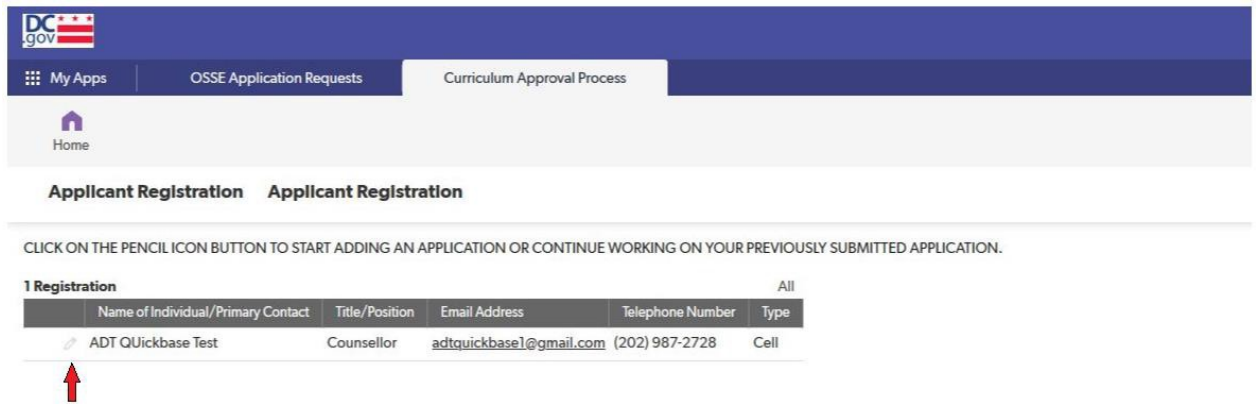 DC
.gov
My Apps OSSE Application Requests Curriculum Approval Process
Home
Applicant Registration Applicant Registration
CLICK ON THE PENCIL ICON BUTTON TO START ADDING AN APPLICATION OR CONTINUE WORKING ON YOUR PREVIOUSLY SUBMITTED APPLICATION.
1 Registration All
Name of Individual/Primary Contact Title/Position Email Address Telephone Number Type
ADT QUickbase Test Counsellor adtquickbase1@gmail.com (202) 987-2728 Cell